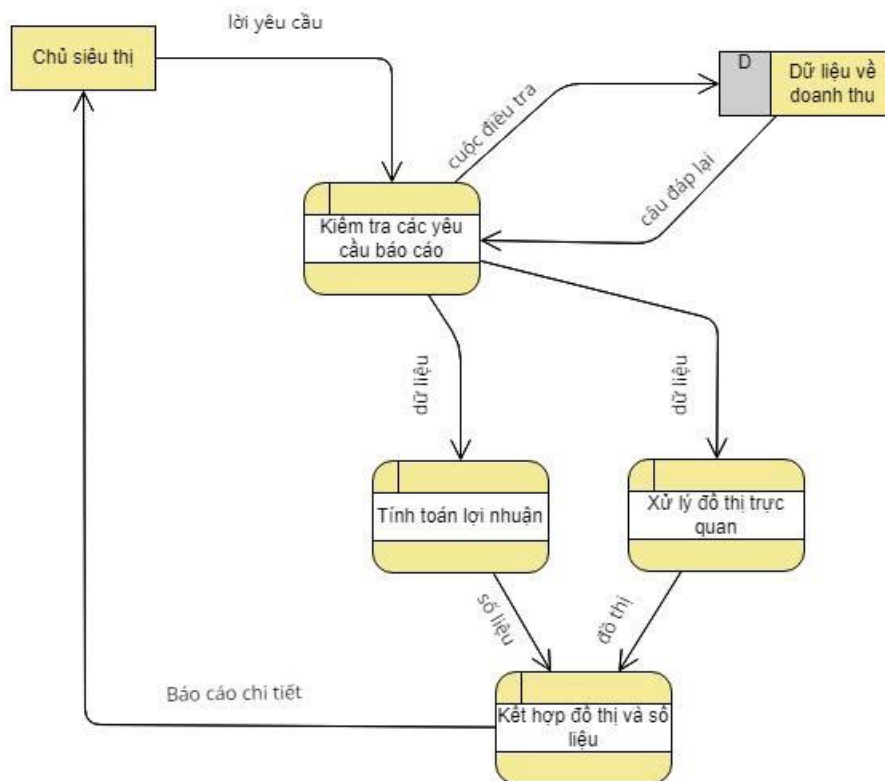 lời yêu cầu
Chủ siêu thị
D
Dữ liệu về
doanh thu
cuộc điều tra
câu đáp lại
Kiểm tra các yêu
cầu báo cáo
dữ liệu
dữ liệu
Tính toán lợi nhuận
Xử lý đồ thị trực
quan
số liệu
đồ thị
Báo cáo chi tiết
Kết hợp đồ thị và số
liệu